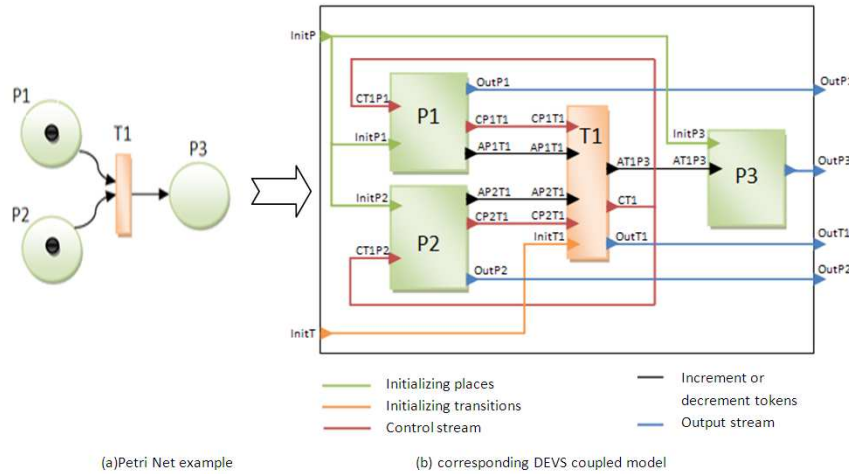 P1
T1
P3
P2
InitP
InitT
CT1P1
InitP1
P1
OutP1
CP1T1
AP1T1
InitP2
CT1P2
P2
AP2T1
CP2T1
OutP2
CP1T1
AP1T1
T1
AP2T1
CP2T1
InitT1
AT1P3
CT1
OutT1
InitP3
AT1P3
P3
OutP1
OutP3
OutT1
OutP2
Initializing places
Initializing transitions
Control stream
Increment or
decrement tokens
Output stream
(a)Petri Net example
(b) corresponding DEVS coupled model